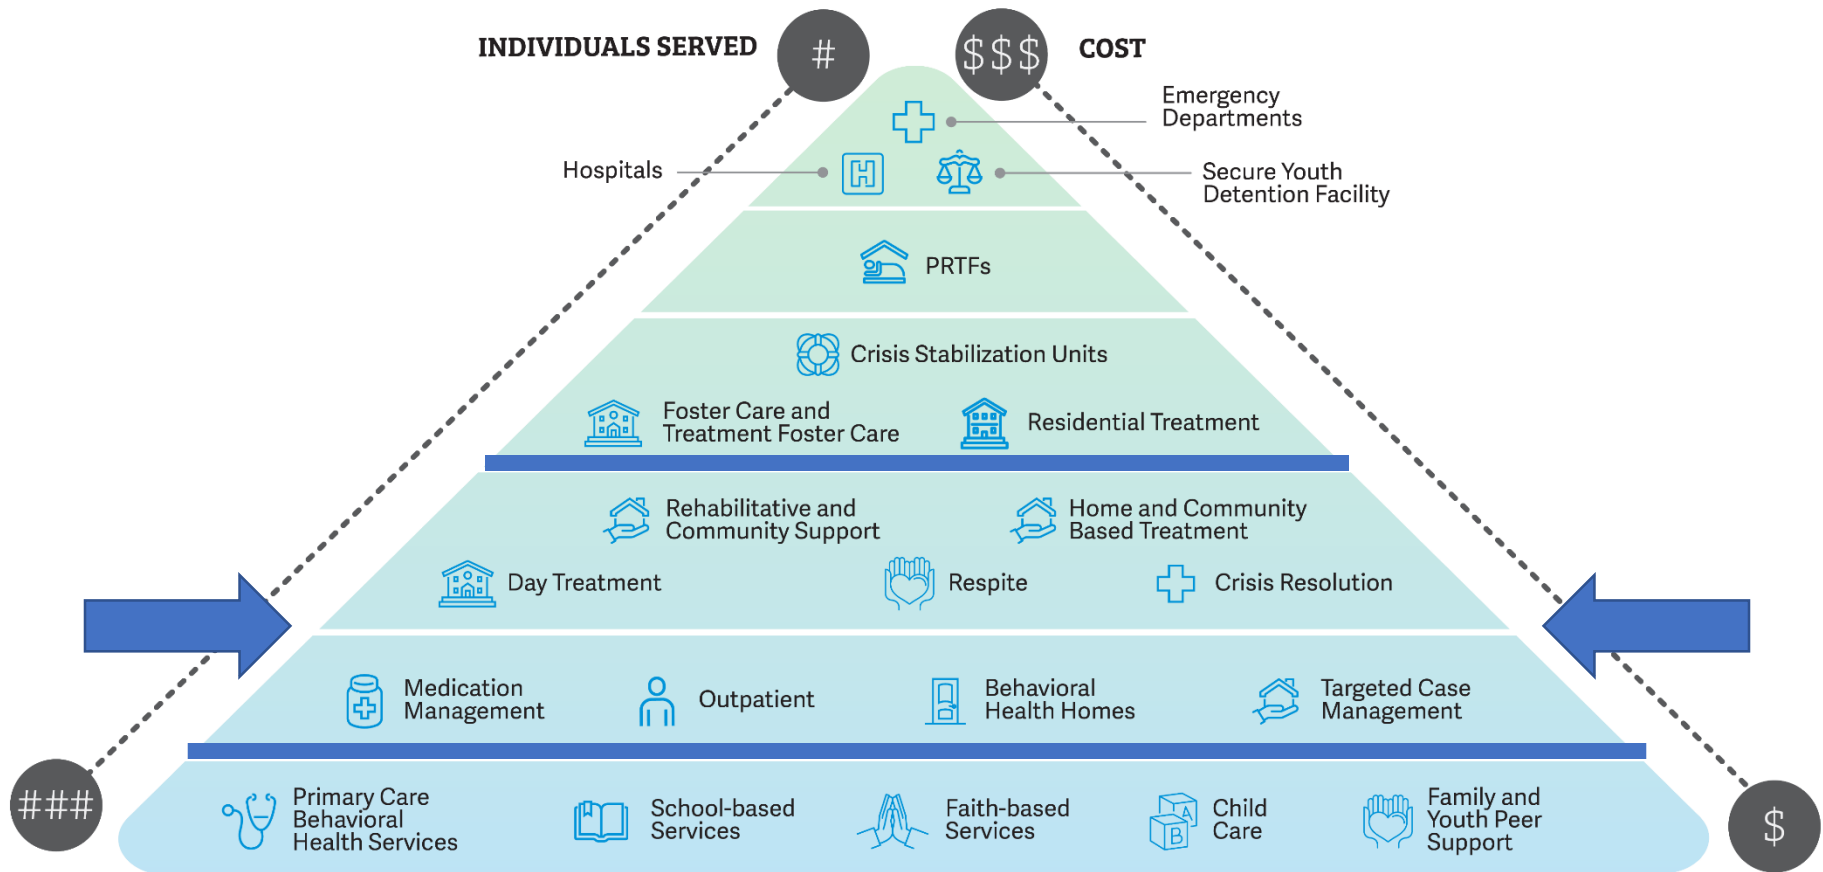 INDIVIDUALS SERVED
#
$$$
COST
Emergency
Departments
Hospitals
H
Secure Youth
Detention Facility
PRTFs
Crisis Stabilization Units
Foster Care and
Treatment Foster Care
Residential Treatment
Rehabilitative and
Community Support
Home and Community
Based Treatment
Day Treatment
Respite
Crisis Resolution
Medication
Management
Outpatient
Behavioral
Health Homes
Targeted Case
Management
###
$
Primary Care
Behavioral
Health Services
School-based
Services
Faith-based
Services
A
B
Child
Care
Family and
Youth Peer
Support